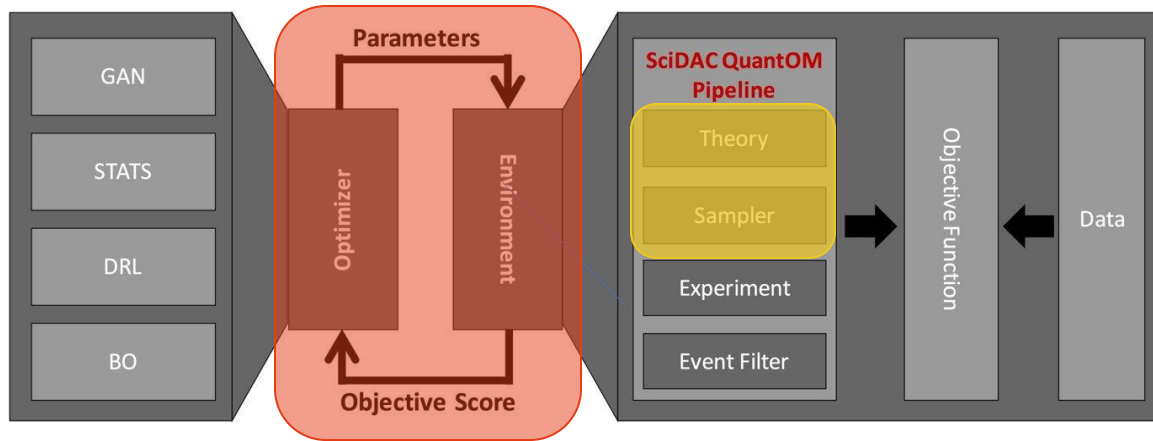 GAN
STATS
DRL
BO
Parameters
Optimizer
Environment
Objective Score
SciDAC QuantOM
Pipeline
Theory
Sampler
Experiment
Event Filter
Objective Function
Data